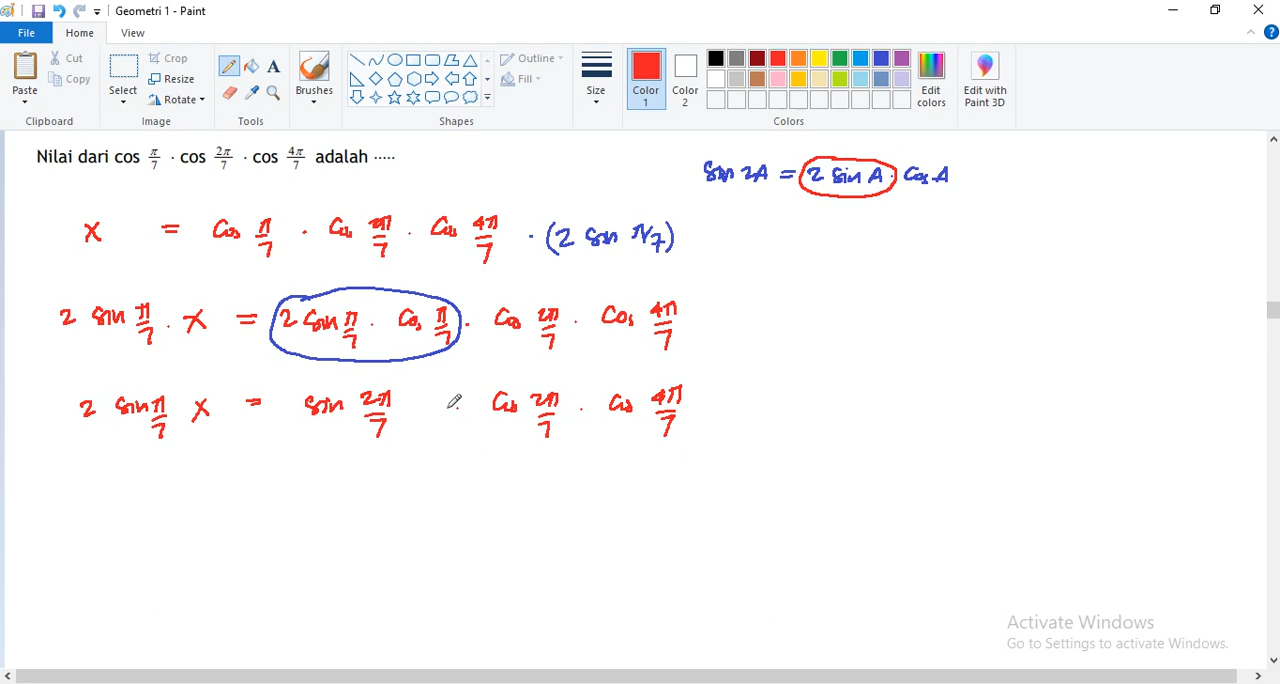 Geometri 1 - Paint
File Home View
Paste Cut Copy Clipboard
Select Crop Resize Rotate Image
Tools
Brushes
Outline Fill Shapes
Size
Color 1 Color 2 Edit colors Colors
Edit with Paint 3D
Nilai dari cos π/7 · cos 2π/7 · cos 4π/7 adalah ·····
sin 2A = 2 sin A · cos A
x = cos π/7 · cos 2π/7 · cos 4π/7 · (2 sin π/7)
2 sin π/7 · x = 2 sin π/7 · cos π/7 · cos 2π/7 · cos 4π/7
2 sin π/7 x = sin 2π/7 · cos 2π/7 · cos 4π/7
Activate Windows
Go to Settings to activate Windows.